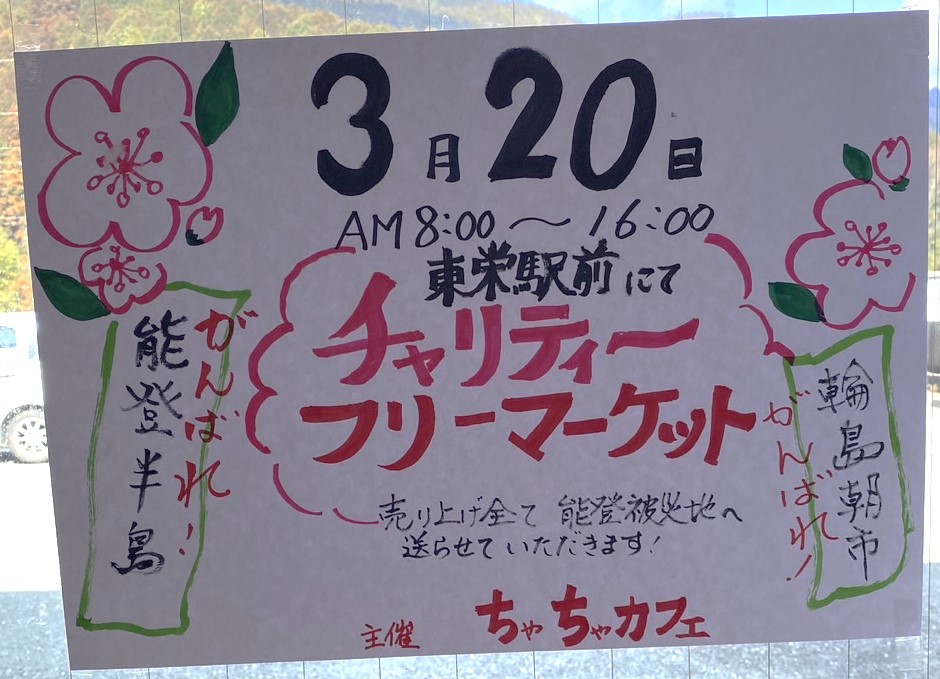 3月20日
AM8:00～16:00
東栄駅前にて
チャリティー
フリーマーケット
売り上げ全て 能登被災地へ
送らせていただきます!
主催 ちゃちゃカフェ
がんばれ!
能登半島
輪島朝市
がんばれ!